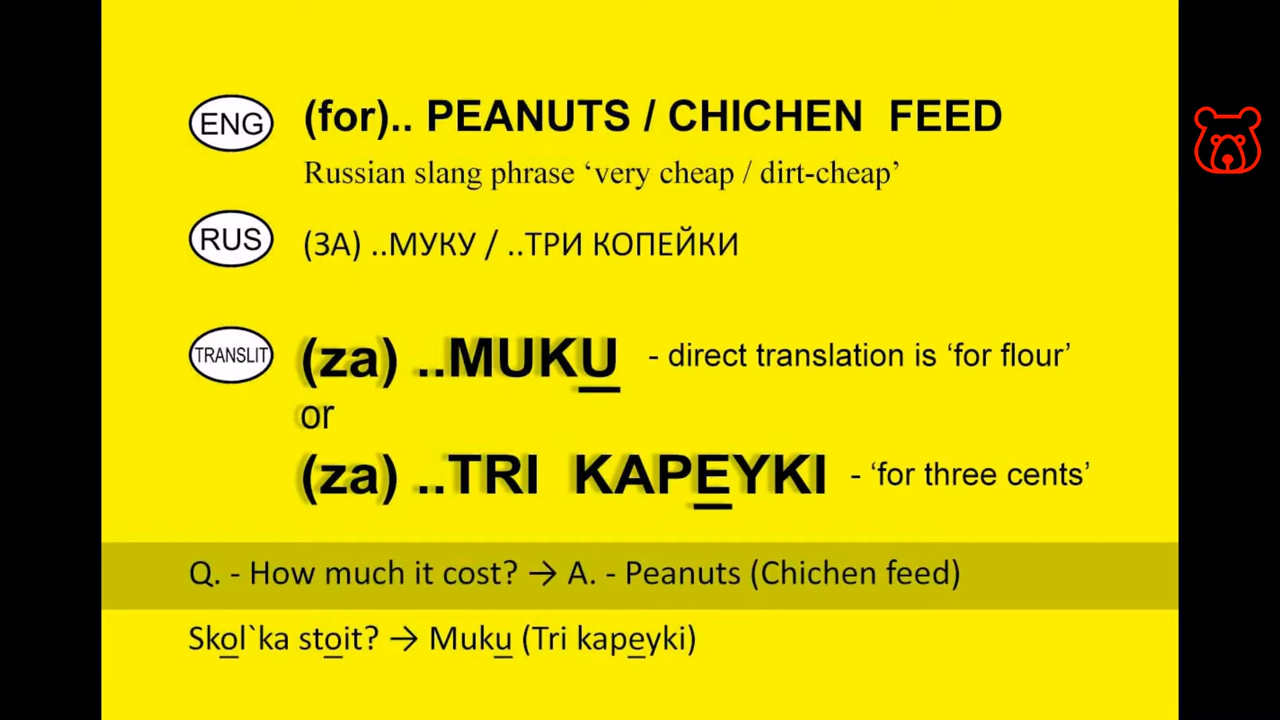 ENG (for).. PEANUTS / CHICHEN FEED
Russian slang phrase ‘very cheap / dirt-cheap’
RUS (ЗА) ..МУКУ / ..ТРИ КОПЕЙКИ
TRANSLIT (za) ..MUKU - direct translation is ‘for flour’
or
(za) ..TRI KAPEYKI - ‘for three cents’
Q. - How much it cost? → A. - Peanuts (Chichen feed)
Skol`ka stoit? → Muku (Tri kapeyki)